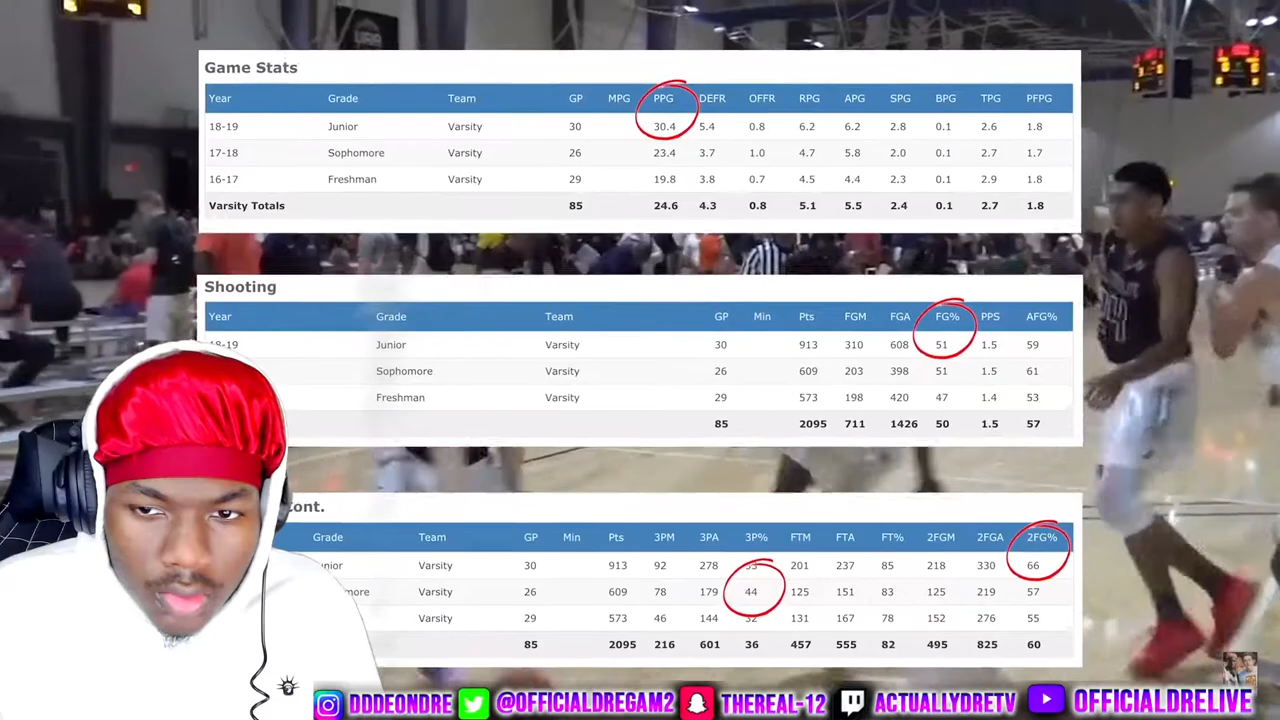 Game Stats
Year Grade Team GP MPG PPG DEFR OFFR RPG APG SPG BPG TPG PFPG
18-19 Junior Varsity 30 30.4 5.4 0.8 6.2 6.2 2.8 0.1 2.6 1.8
17-18 Sophomore Varsity 26 23.4 3.7 1.0 4.7 5.8 2.0 0.1 2.7 1.7
16-17 Freshman Varsity 29 19.8 3.8 0.7 4.5 4.4 2.3 0.1 2.9 1.8
Varsity Totals 85 24.6 4.3 0.8 5.1 5.5 2.4 0.1 2.7 1.8
Shooting
Year Grade Team GP Min Pts FGM FGA FG% PPS AFG%
18-19 Junior Varsity 30 913 310 608 51 1.5 59
Sophomore Varsity 26 609 203 398 51 1.5 61
Freshman Varsity 29 573 198 420 47 1.4 53
85 2095 711 1426 50 1.5 57
cont.
Grade Team GP Min Pts 3PM 3PA 3P% FTM FTA FT% 2FGM 2FGA 2FG%
nior Varsity 30 913 92 278 33 201 237 85 218 330 66
more Varsity 26 609 78 179 44 125 151 83 125 219 57
Varsity 29 573 46 144 32 131 167 78 152 276 55
85 2095 216 601 36 457 555 82 495 825 60
DDDEONDRE @OFFICIALDREGAM2 THEREAL-12 ACTUALLYDRETV OFFICIALDRELIVE